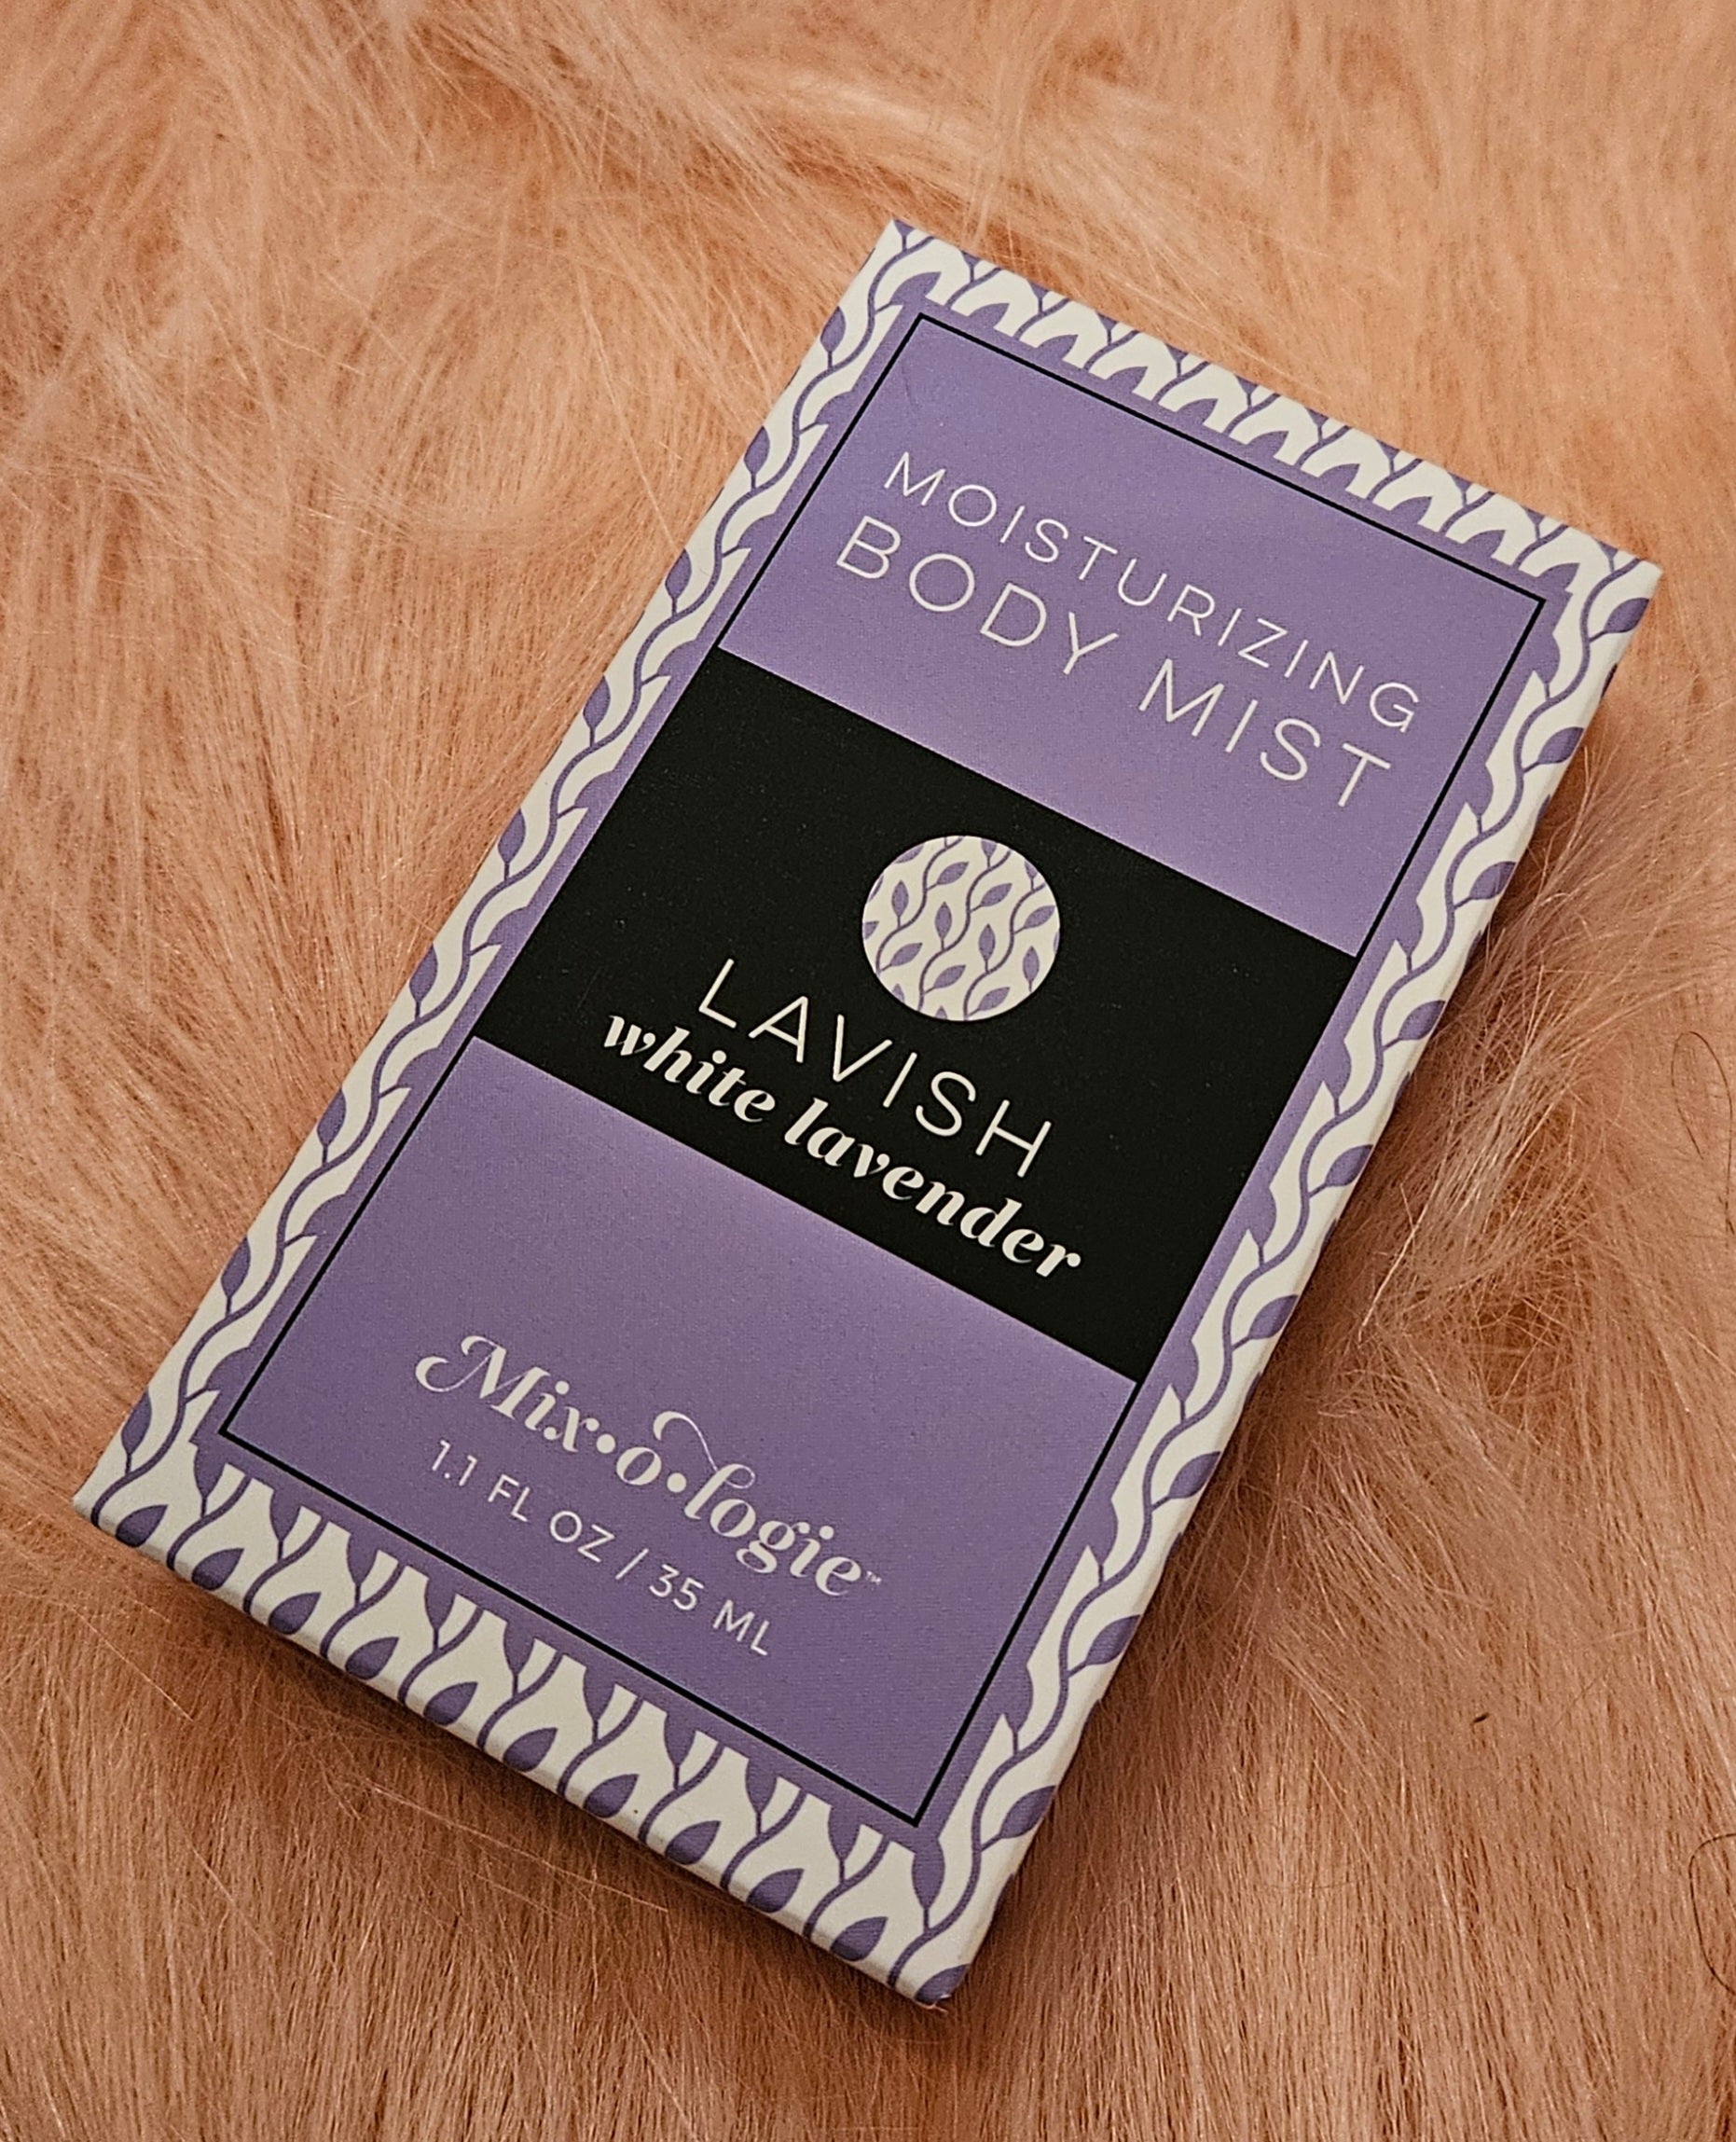 MOISTURIZING
BODY MIST
LAVISH
white lavender
Mix•o•logie™
1.1 FL OZ / 35 ML